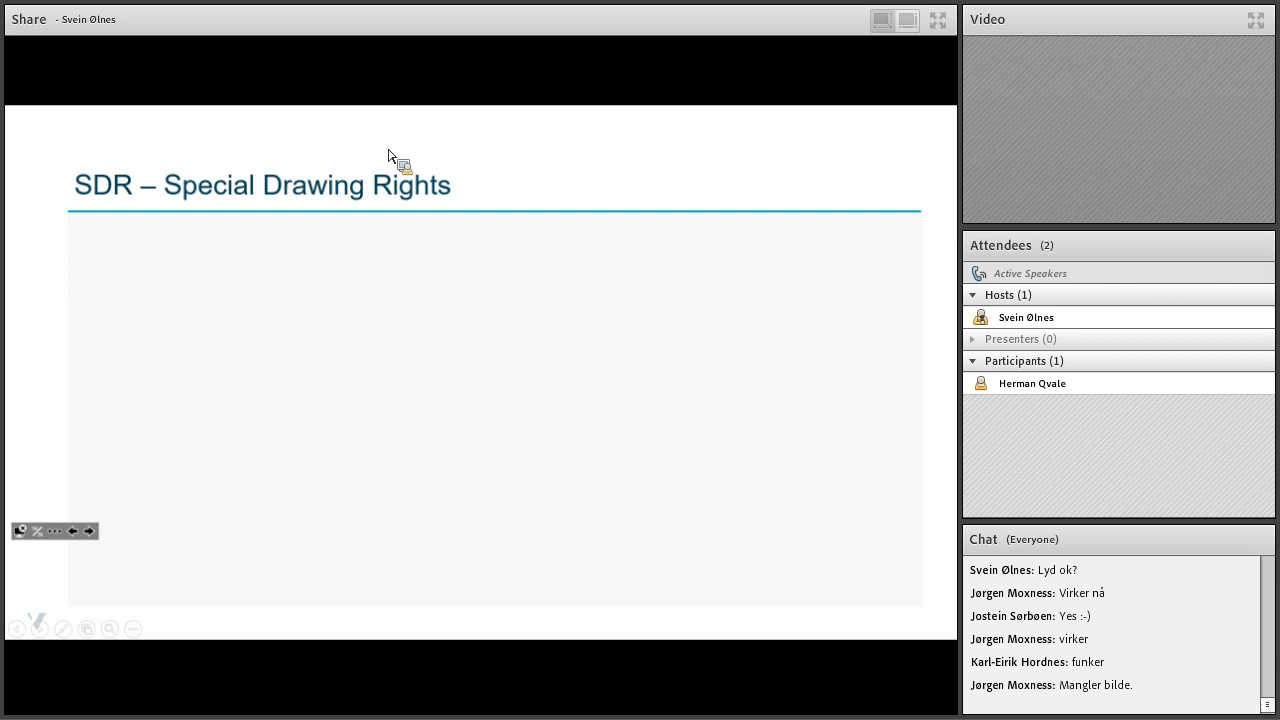 Share - Svein Ølnes
SDR – Special Drawing Rights
Video
Attendees (2)
Active Speakers
Hosts (1)
Svein Ølnes
Presenters (0)
Participants (1)
Herman Qvale
Chat (Everyone)
Svein Ølnes: Lyd ok?
Jørgen Moxness: Virker nå
Jostein Sørbøen: Yes :-)
Jørgen Moxness: virker
Karl-Eirik Hordnes: funker
Jørgen Moxness: Mangler bilde.